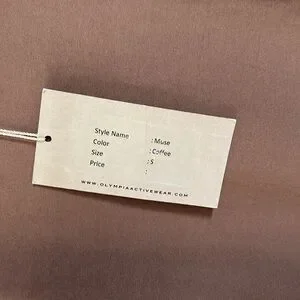 Style Name : Muse
Color : Coffee
Size : S
Price :
WWW.OLYMPIAACTIVEWEAR.COM